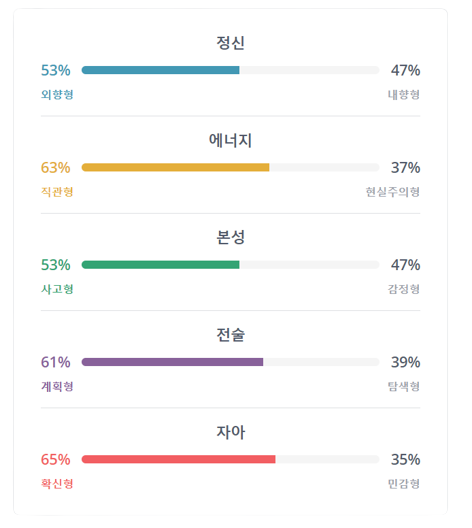 정신
53% 47%
외향형 내향형
에너지
63% 37%
직관형 현실주의형
본성
53% 47%
사고형 감정형
전술
61% 39%
계획형 탐색형
자아
65% 35%
확신형 민감형